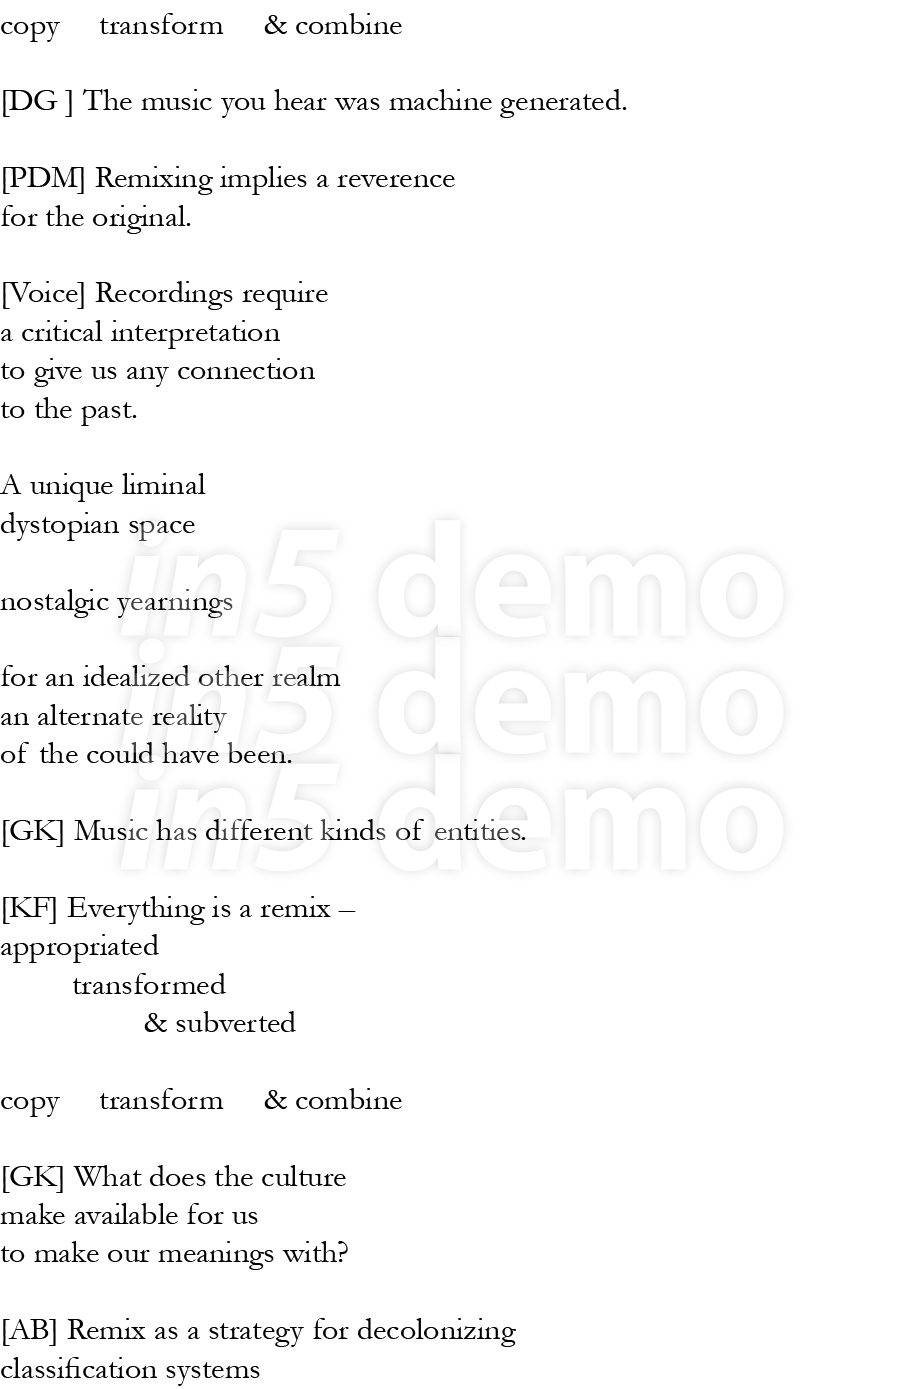 copy transform & combine
[DG ] The music you hear was machine generated.
[PDM] Remixing implies a reverence
for the original.
[Voice] Recordings require
a critical interpretation
to give us any connection
to the past.
A unique liminal
dystopian space
nostalgic yearnings
for an idealized other realm
an alternate reality
of the could have been.
[GK] Music has different kinds of entities.
[KF] Everything is a remix –
appropriated
transformed
& subverted
copy transform & combine
[GK] What does the culture
make available for us
to make our meanings with?
[AB] Remix as a strategy for decolonizing
classification systems
in5 demo
in5 demo
in5 demo